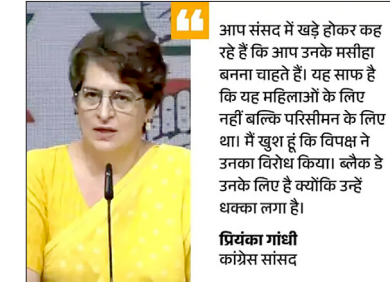 आप संसद में खड़े होकर कह
रहे हैं कि आप उनके मसीहा
बनना चाहते हैं। यह साफ है
कि यह महिलाओं के लिए
नहीं बल्कि परिसीमन के लिए
था। मैं खुश हूं कि विपक्ष ने
उनका विरोध किया। ब्लैक डे
उनके लिए है क्योंकि उन्हें
धक्का लगा है।
प्रियंका गांधी
कांग्रेस सांसद